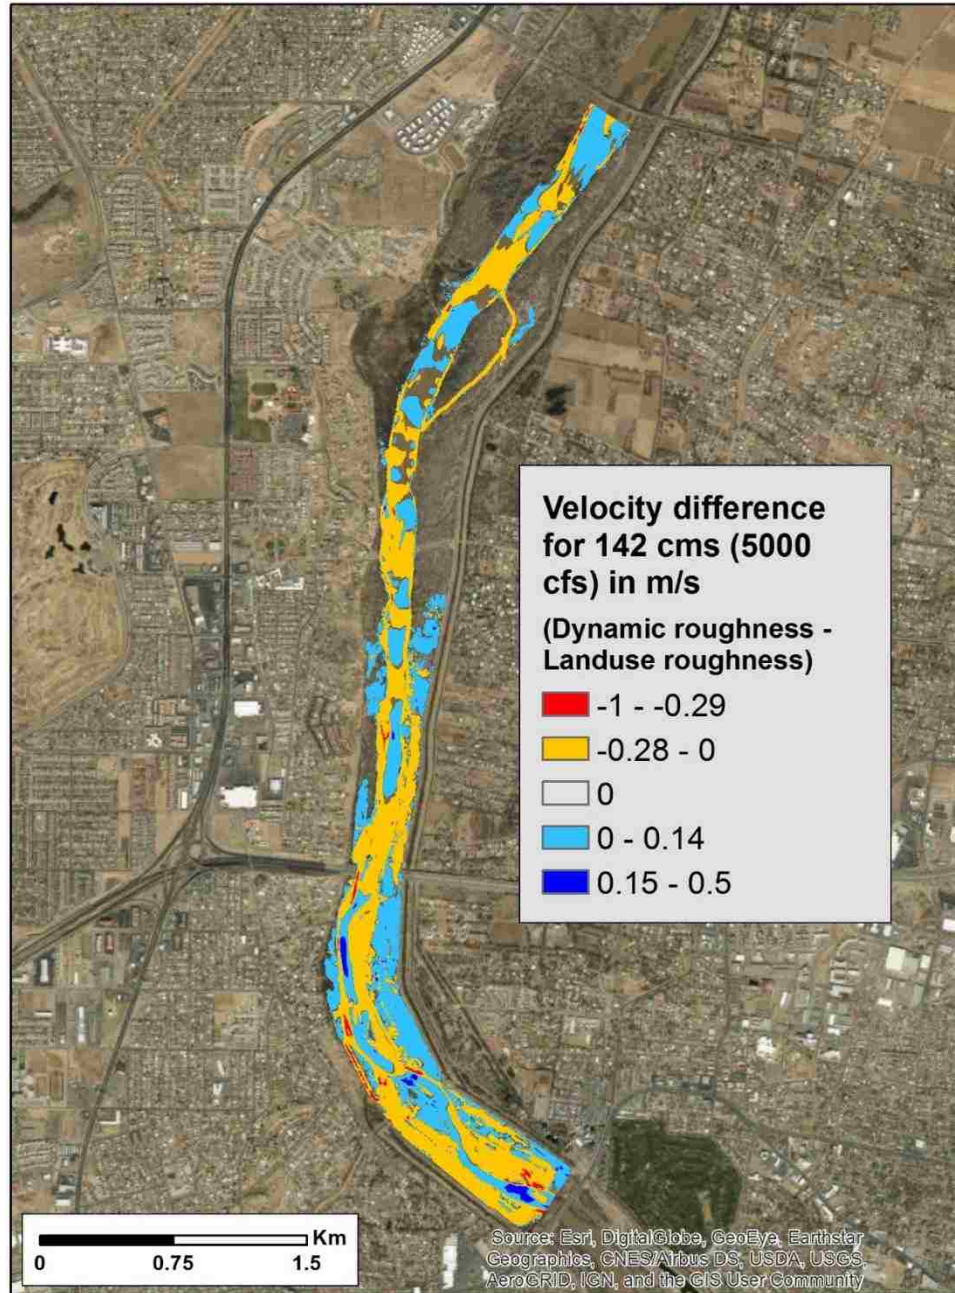 Velocity difference
for 142 cms (5000
cfs) in m/s
(Dynamic roughness -
Landuse roughness)
-1 - -0.29
-0.28 - 0
0
0 - 0.14
0.15 - 0.5
Km
0 0.75 1.5
Source: Esri, DigitalGlobe, GeoEye, Earthstar
Geographics, CNES/Airbus DS, USDA, USGS,
AeroGRID, IGN, and the GIS User Community